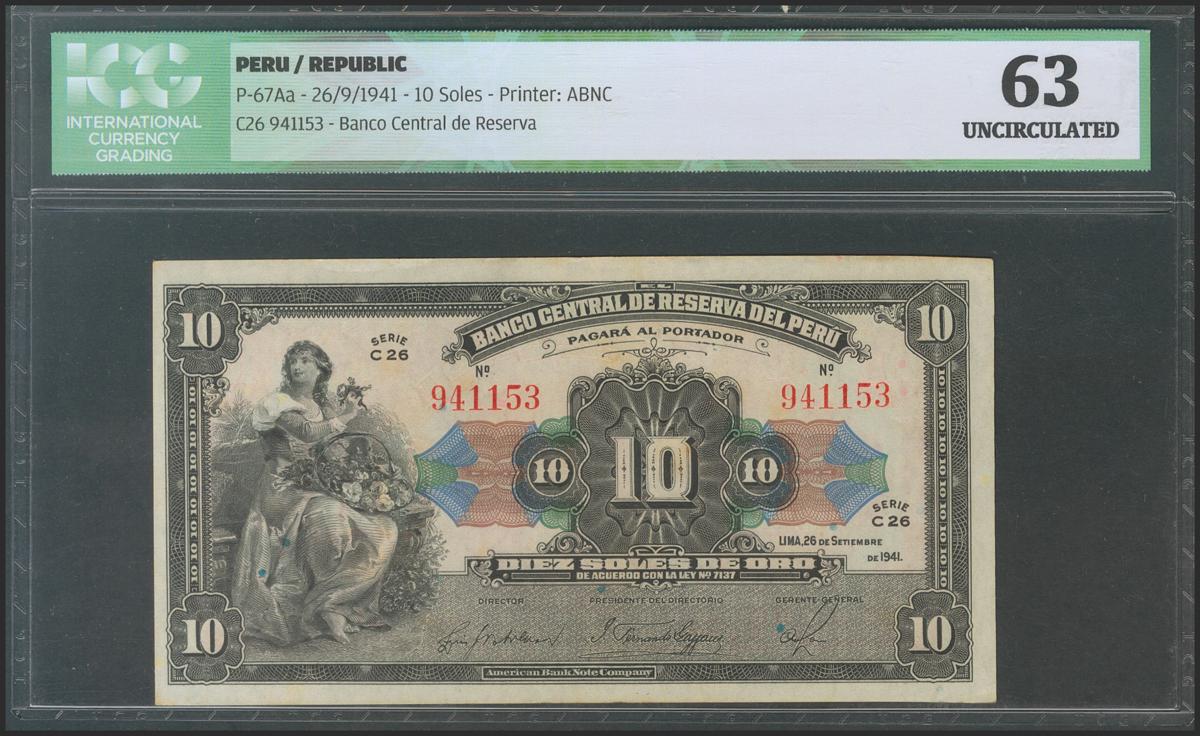 ICG
INTERNATIONAL
CURRENCY
GRADING
PERU / REPUBLIC
P-67Aa - 26/9/1941 - 10 Soles - Printer: ABNC
C26 941153 - Banco Central de Reserva
63
UNCIRCULATED
EL
BANCO CENTRAL DE RESERVA DEL PERÚ
PAGARÁ AL PORTADOR
10
10
SERIE
C 26
Nº
941153
Nº
941153
10
10
10
SERIE
C 26
LIMA, 26 DE SETIEMBRE
DE 1941.
DIEZ SOLES DE ORO
DE ACUERDO CON LA LEY Nº 7137
DIRECTOR
PRESIDENTE DEL DIRECTORIO
GERENTE-GENERAL
10
10
American Bank Note Company